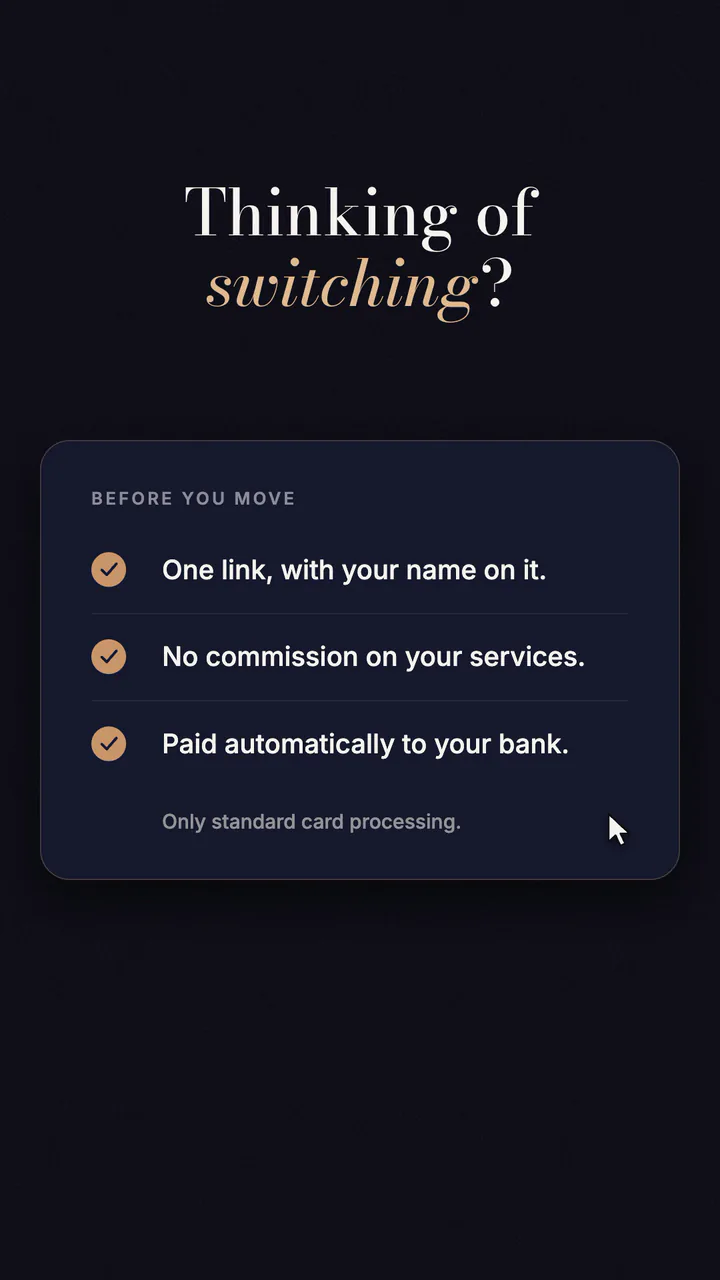 Thinking of
switching?
BEFORE YOU MOVE
One link, with your name on it.
No commission on your services.
Paid automatically to your bank.
Only standard card processing.